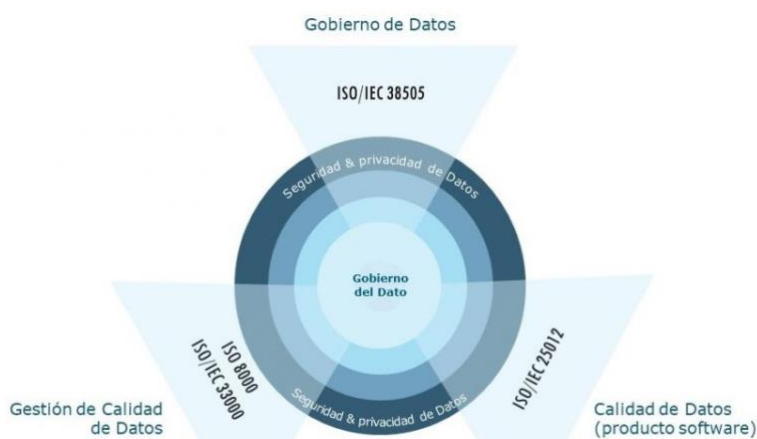 Gobierno de Datos
ISO/IEC 38505
Seguridad & privacidad de Datos
Gobierno
del Dato
ISO 8000
ISO/IEC 33000
ISO/IEC 25012
Seguridad & privacidad de Datos
Gestión de Calidad
de Datos
Calidad de Datos
(producto software)